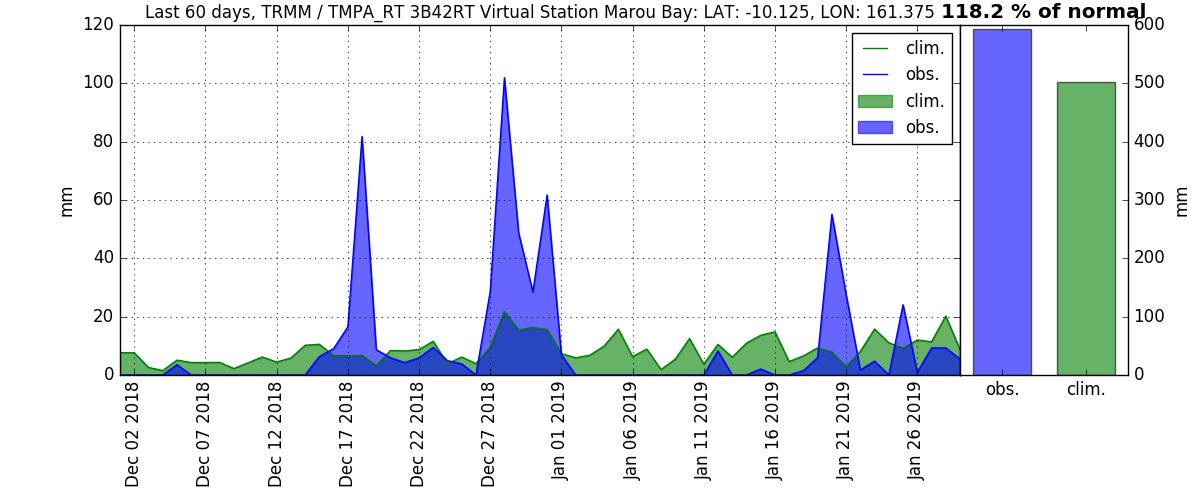 Last 60 days, TRMM / TMPA_RT 3B42RT Virtual Station Marou Bay: LAT: -10.125, LON: 161.375 118.2 % of normal
120
100
80
60
40
20
0
mm
clim.
obs.
clim.
obs.
600
500
400
300
200
100
0
mm
Dec 02 2018
Dec 07 2018
Dec 12 2018
Dec 17 2018
Dec 22 2018
Dec 27 2018
Jan 01 2019
Jan 06 2019
Jan 11 2019
Jan 16 2019
Jan 21 2019
Jan 26 2019
obs.
clim.